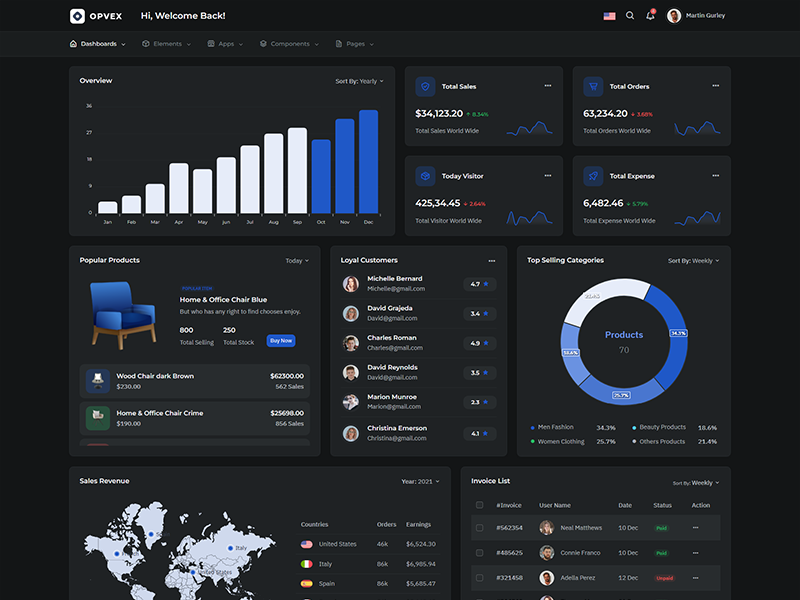 OPVEX
Hi, Welcome Back!
Martin Gurley
Dashboards
Elements
Apps
Components
Pages
Overview
Sort By: Yearly
36
27
18
9
0
Jan Feb Mar Apr May Jun Jul Aug Sep Oct Nov Dec
Total Sales
$34,123.20 8.34%
Total Sales World Wide
Total Orders
63,234.20 3.68%
Total Orders World Wide
Today Visitor
425,34.45 2.64%
Total Visitor World Wide
Total Expense
6,482.46 5.79%
Total Expense World Wide
Popular Products
Today
Home & Office Chair Blue
But who has any right to find chooses enjoy.
800 250
Total Selling Total Stock
Buy Now
Wood Chair dark Brown $62300.00
$230.00 562 Sales
Home & Office Chair Crime $25698.00
$190.00 856 Sales
Loyal Customers
Michelle Bernard
Michelle@gmail.com
4.7
David Grajeda
David@gmail.com
3.4
Charles Roman
Charles@gmail.com
4.9
David Reynolds
David@gmail.com
3.5
Marion Munroe
Marion@gmail.com
2.3
Christina Emerson
Christina@gmail.com
4.1
Top Selling Categories
Sort By: Weekly
21.4%
34.3%
Products
70
18.6%
25.7%
Men Fashion 34.3%
Beauty Products 18.6%
Women Clothing 25.7%
Others Products 21.4%
Sales Revenue
Year: 2021
Italy
United States
Countries Orders Earnings
United States 46k $6,524.30
Italy 86k $6,985.94
Spain 86k $5,685.47
Invoice List
Sort By: Weekly
#Invoice User Name Date Status Action
#562354 Neal Matthews 10 Dec Paid
#485625 Connie Franco 10 Dec Paid
#321458 Adella Perez 12 Dec Unpaid